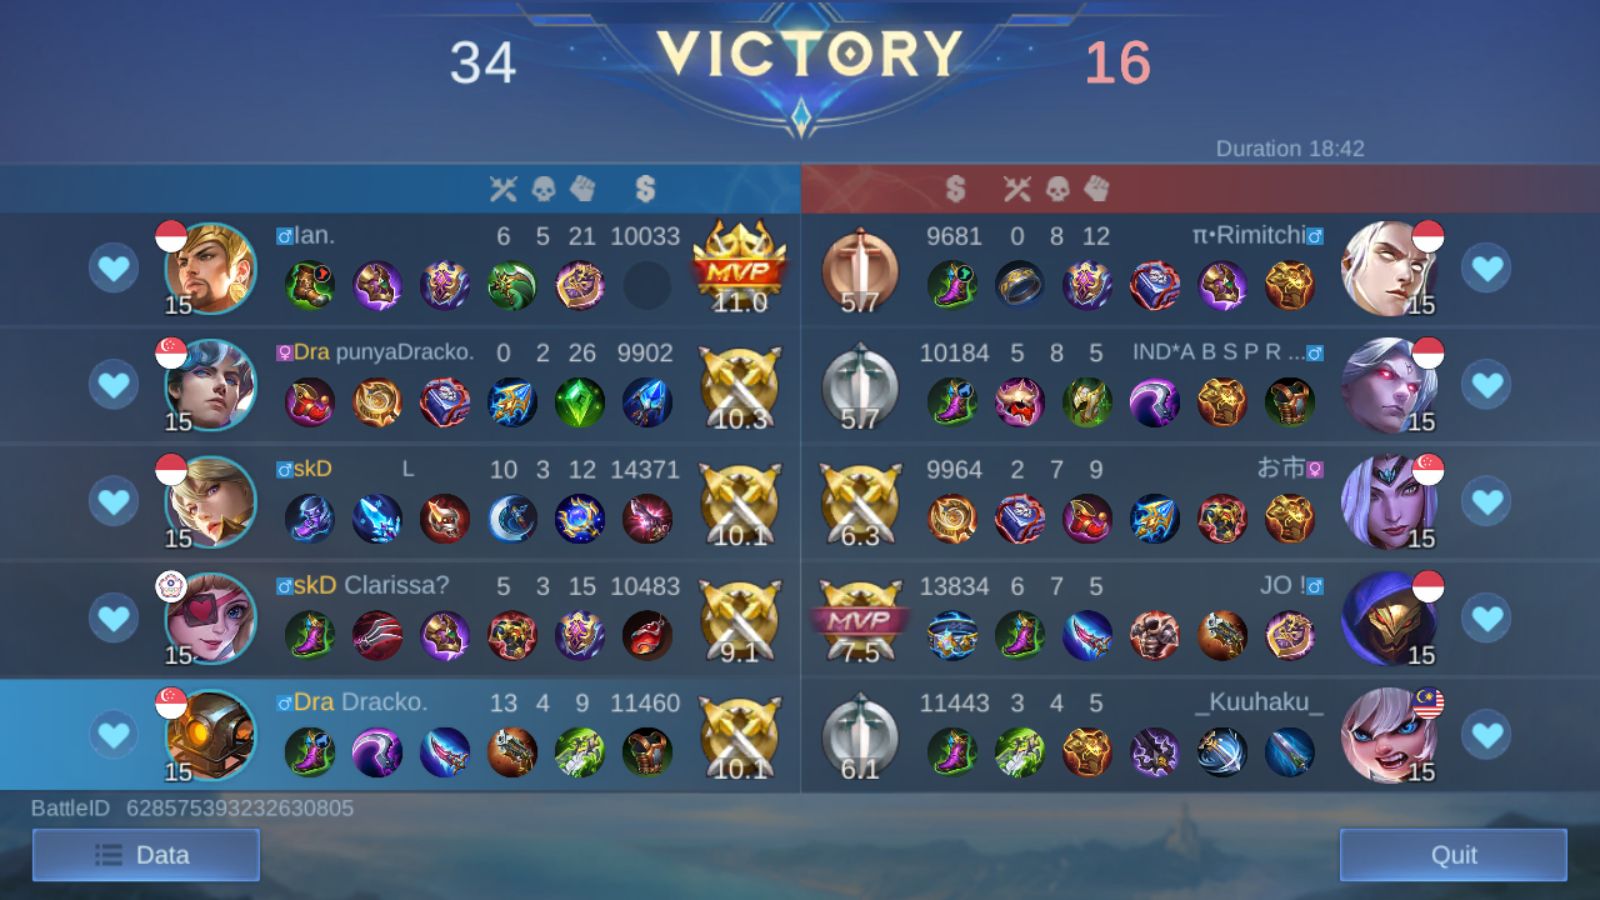 34 VICTORY 16
Duration 18:42
Ian. 6 5 21 10033 MVP 11.0 15
5.7 9681 0 8 12 π•Rimitchi 15
Dra punyaDracko. 0 2 26 9902 10.3 15
5.7 10184 5 8 5 IND*A B S P R ... 15
skD L 10 3 12 14371 10.1 15
6.3 9964 2 7 9 お市 15
skD Clarissa? 5 3 15 10483 9.1 15
MVP 7.5 13834 6 7 5 JO ! 15
Dra Dracko. 13 4 9 11460 10.1 15
6.1 11443 3 4 5 _Kuuhaku_ 15
BattleID 628575393232630805
Data
Quit